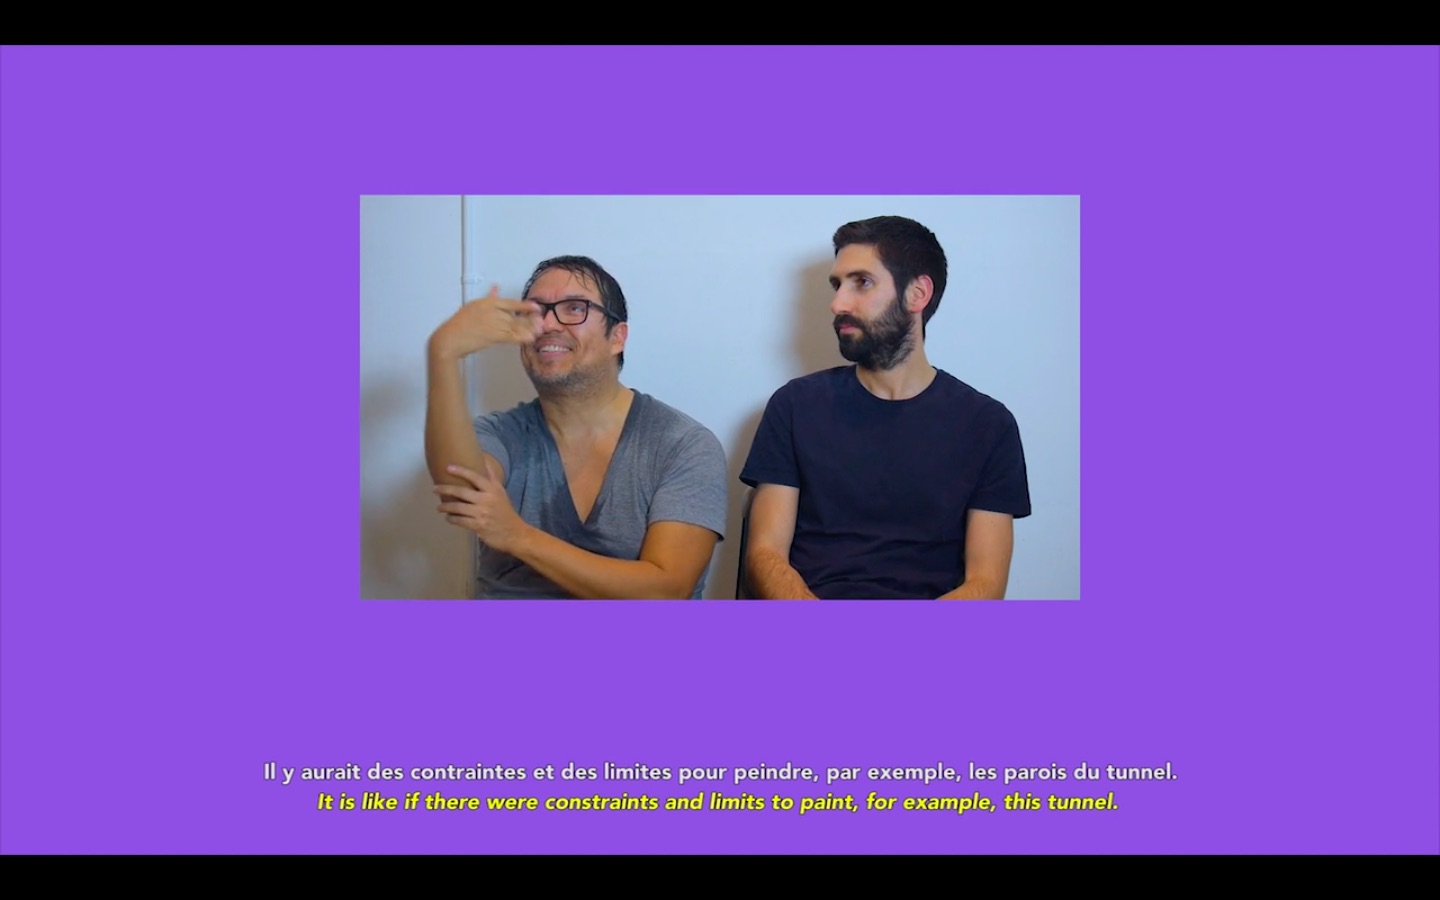 Il y aurait des contraintes et des limites pour peindre, par exemple, les parois du tunnel.
It is like if there were constraints and limits to paint, for example, this tunnel.